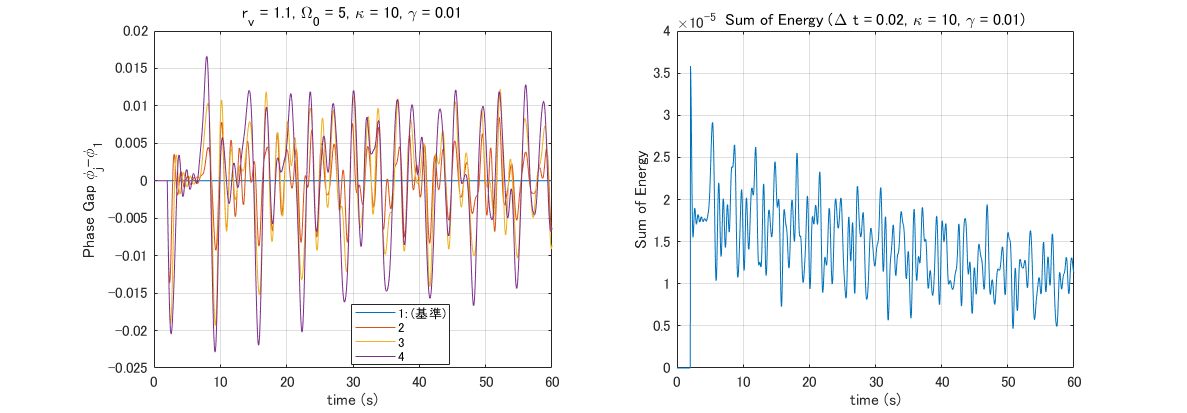 r_v = 1.1, Ω_0 = 5, κ = 10, γ = 0.01
0.02
0.015
0.01
0.005
0
-0.005
-0.01
-0.015
-0.02
-0.025
Phase Gap ϕ_j-ϕ_1
0 10 20 30 40 50 60
time (s)
1:(基準)
2
3
4
×10^-5 Sum of Energy (Δ t = 0.02, κ = 10, γ = 0.01)
4
3.5
3
2.5
2
1.5
1
0.5
0
Sum of Energy
0 10 20 30 40 50 60
time (s)